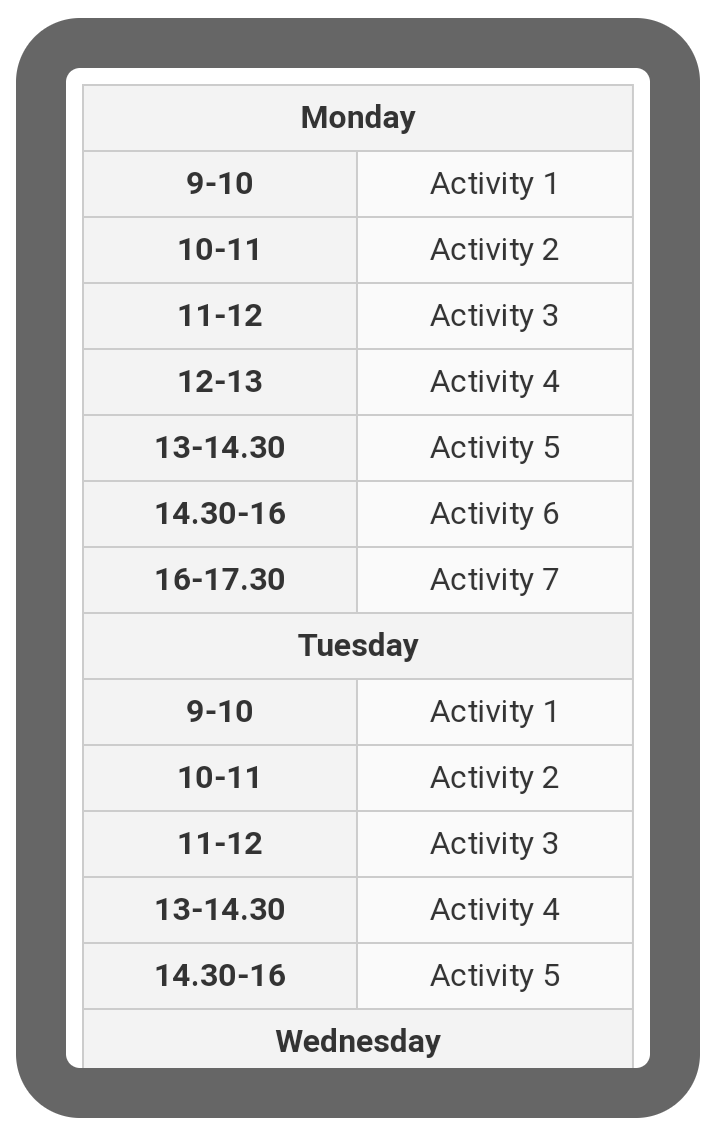 Monday
9-10 Activity 1
10-11 Activity 2
11-12 Activity 3
12-13 Activity 4
13-14.30 Activity 5
14.30-16 Activity 6
16-17.30 Activity 7
Tuesday
9-10 Activity 1
10-11 Activity 2
11-12 Activity 3
13-14.30 Activity 4
14.30-16 Activity 5
Wednesday